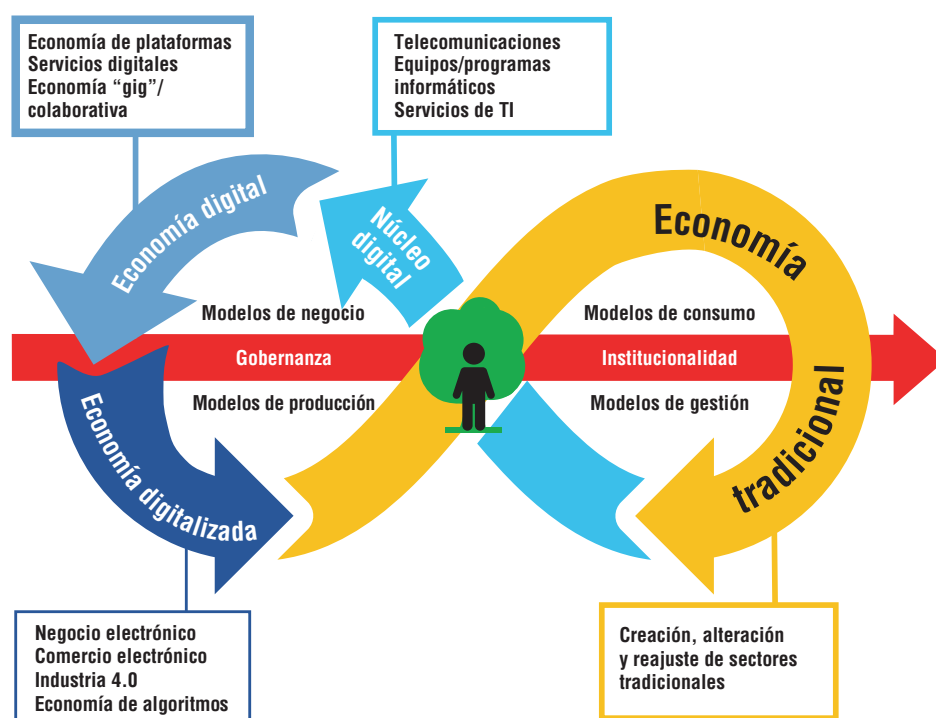 Economía de plataformas
Servicios digitales
Economía “gig”/
colaborativa
Telecomunicaciones
Equipos/programas
informáticos
Servicios de TI
Economía digital
Núcleo
digital
Economía
tradicional
Modelos de negocio
Modelos de consumo
Gobernanza
Institucionalidad
Modelos de producción
Modelos de gestión
Economía digitalizada
Negocio electrónico
Comercio electrónico
Industria 4.0
Economía de algoritmos
Creación, alteración
y reajuste de sectores
tradicionales